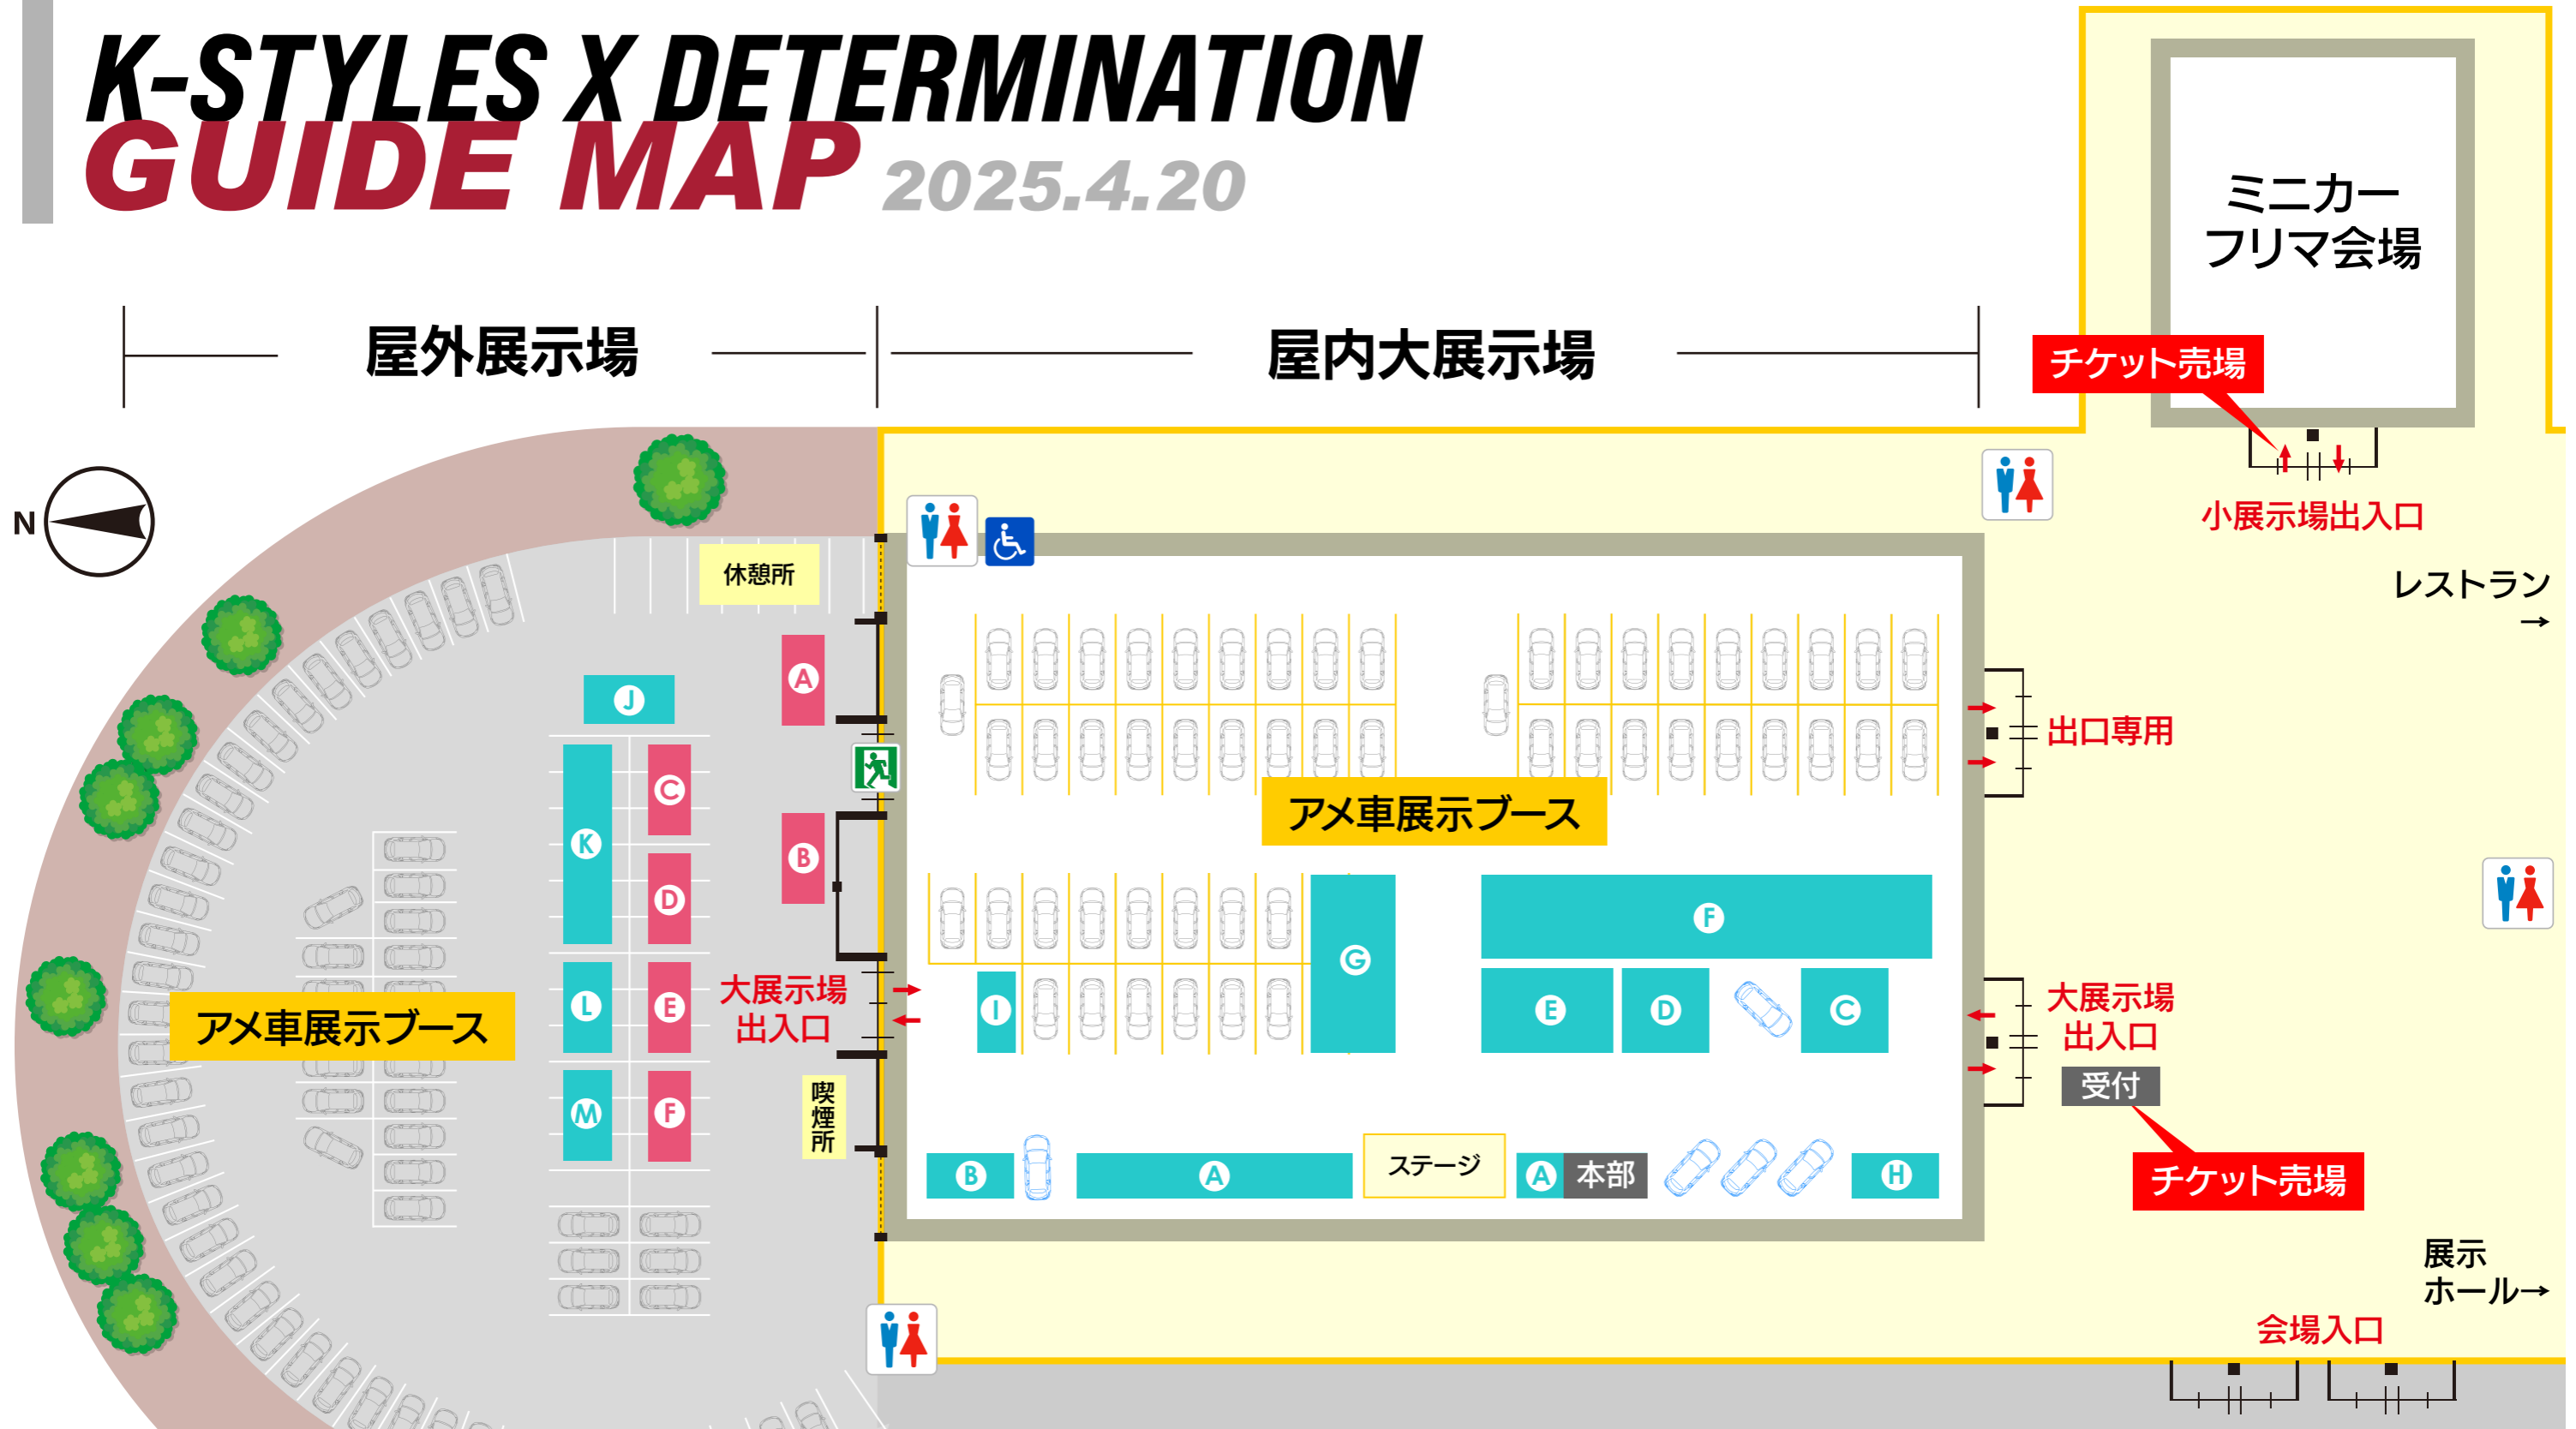 K-STYLES X DETERMINATION
GUIDE MAP 2025.4.20
屋外展示場
屋内大展示場
ミニカー
フリマ会場
チケット売場
小展示場出入口
レストラン
→
N
休憩所
A
J
C
K
B
D
L
E
M
F
大展示場
出入口
喫煙所
アメ車展示ブース
アメ車展示ブース
出口専用
F
G
I
E
D
C
大展示場
出入口
受付
チケット売場
B
A
ステージ
A
本部
H
展示
ホール→
会場入口